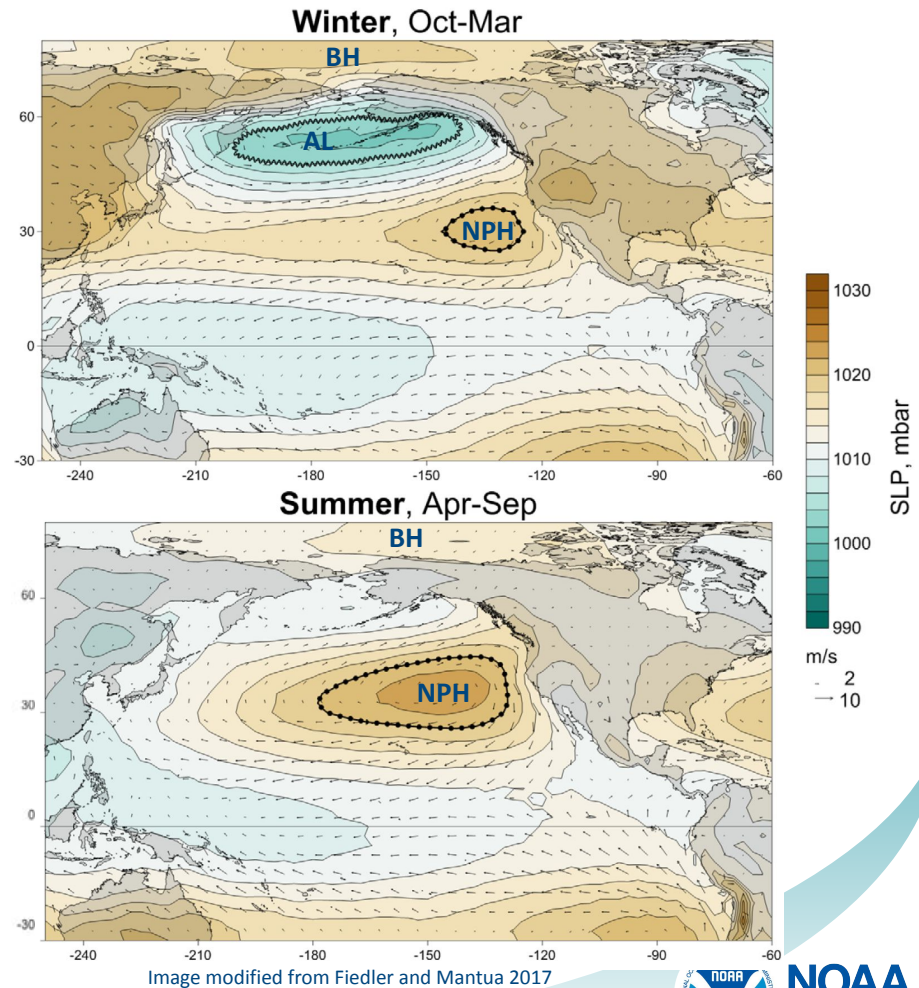 Winter, Oct-Mar
BH
60
AL
30
NPH
0
-30
-240 -210 -180 -150 -120 -90 -60
Summer, Apr-Sep
BH
60
30
NPH
0
-30
-240 -210 -180 -150 -120 -90 -60
1030
1020
1010
1000
990
SLP, mbar
m/s
2
10
Image modified from Fiedler and Mantua 2017
NOAA
NOAA